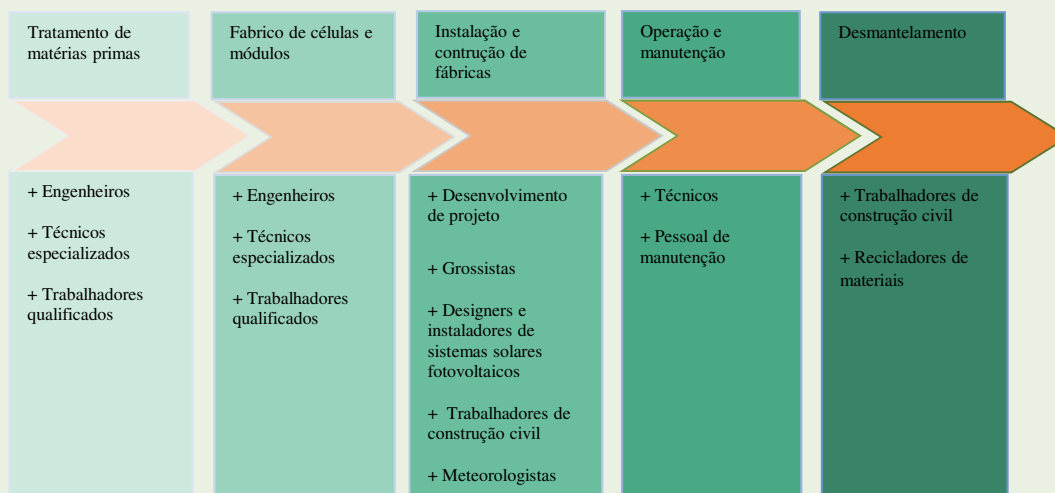 Tratamento de
matérias primas
Fabrico de células e
módulos
Instalação e
contrução de
fábricas
Operação e
manutenção
Desmantelamento
+ Engenheiros
+ Técnicos
especializados
+ Trabalhadores
qualificados
+ Engenheiros
+ Técnicos
especializados
+ Trabalhadores
qualificados
+ Desenvolvimento
de projeto
+ Grossistas
+ Designers e
instaladores de
sistemas solares
fotovoltaicos
+ Trabalhadores de
construção civil
+ Meteorologistas
+ Técnicos
+ Pessoal de
manutenção
+ Trabalhadores de
construção civil
+ Recicladores de
materiais